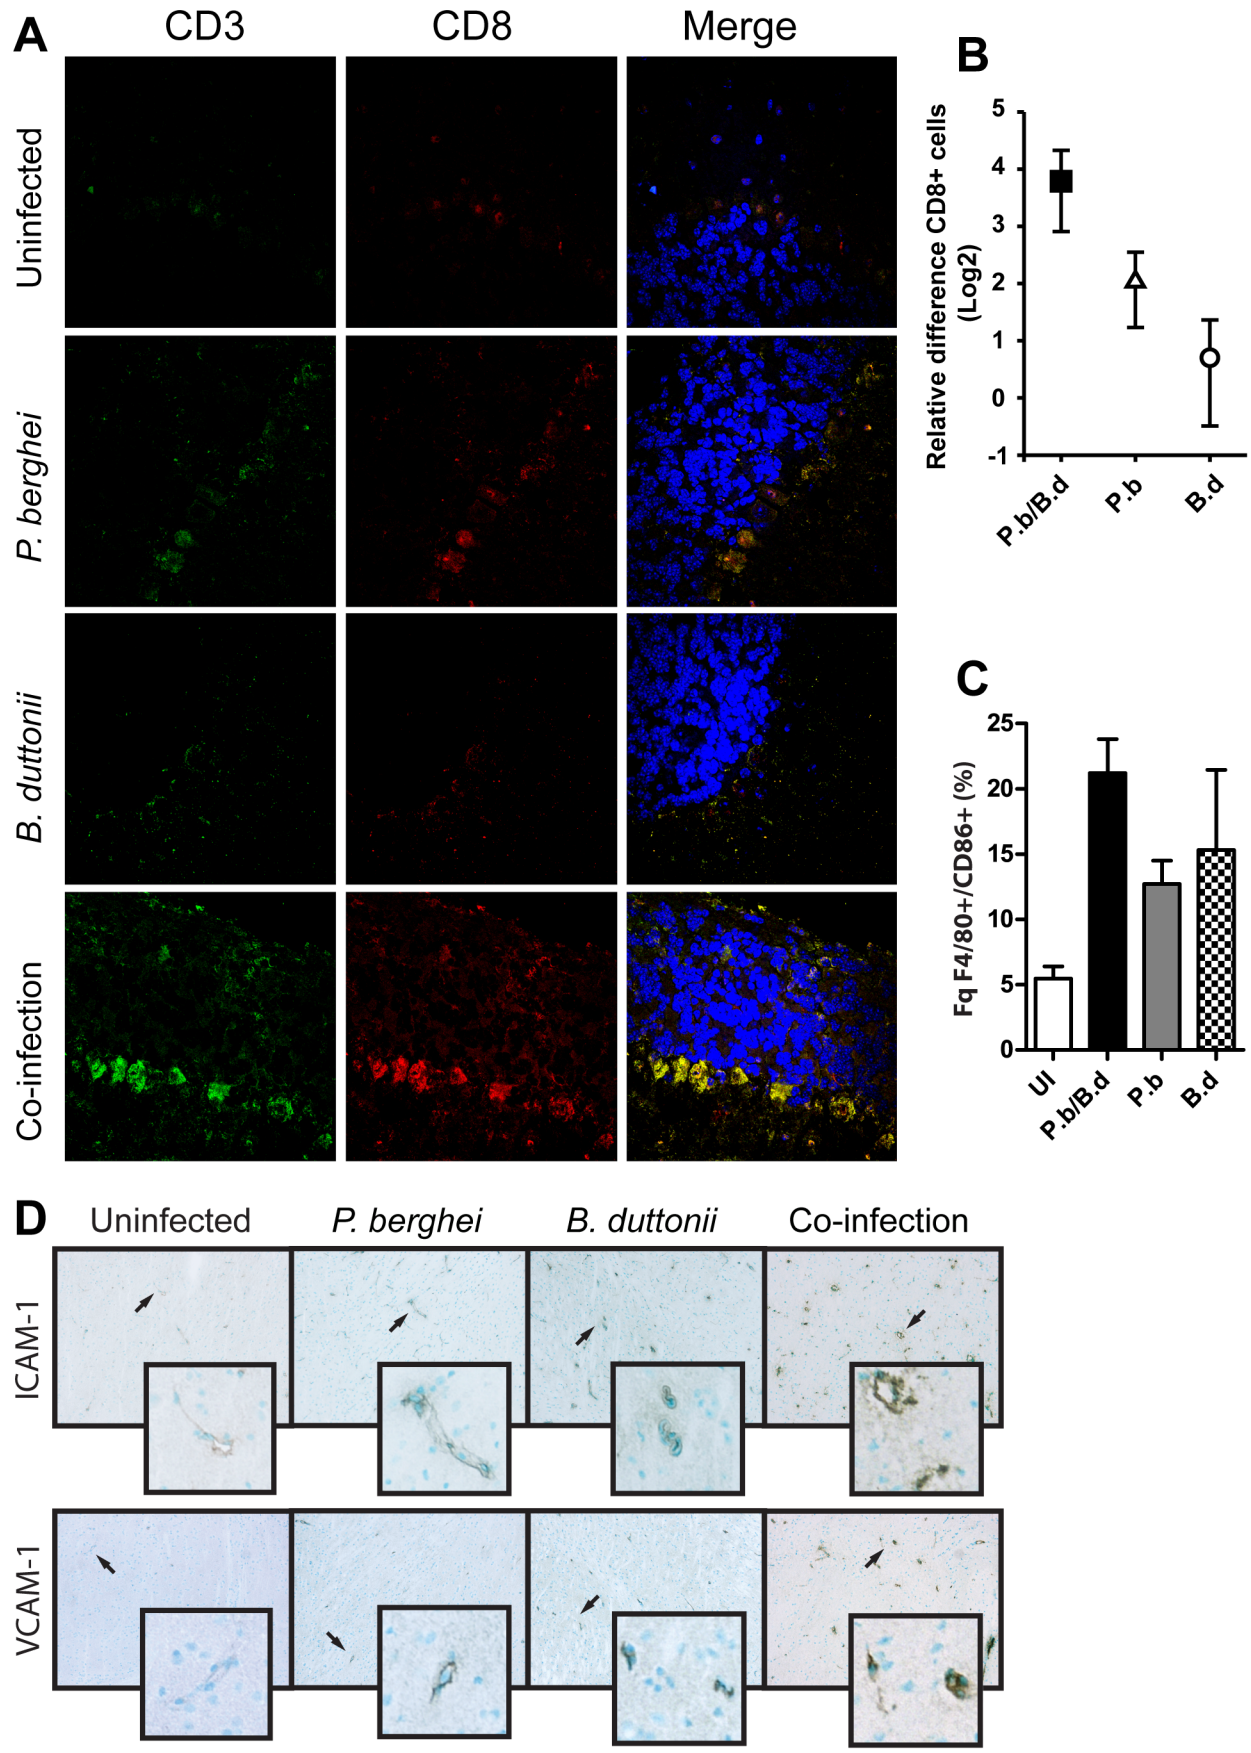 A
CD3
CD8
Merge
Uninfected
P. berghei
B. duttonii
Co-infection
B
Relative difference CD8+ cells
(Log2)
5
4
3
2
1
0
-1
P.b/B.d
P.b
B.d
C
Fq F4/80+/CD86+ (%)
25
20
15
10
5
0
UI
P.b/B.d
P.b
B.d
D
Uninfected
P. berghei
B. duttonii
Co-infection
ICAM-1
VCAM-1